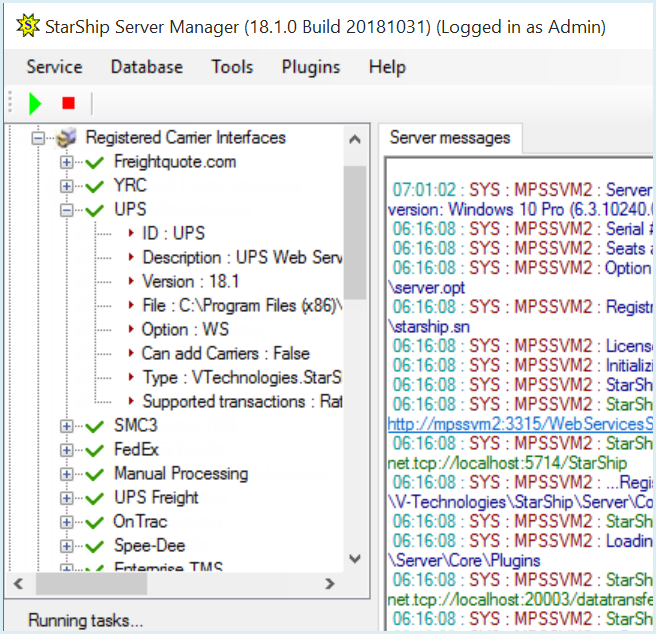 StarShip Server Manager (18.1.0 Build 20181031) (Logged in as Admin)
Service Database Tools Plugins Help
Registered Carrier Interfaces
Freightquote.com
YRC
UPS
ID : UPS
Description : UPS Web Serv
Version : 18.1
File : C:\Program Files (x86)\
Option : WS
Can add Carriers : False
Type : VTechnologies.StarS
Supported transactions : Rat
SMC3
FedEx
Manual Processing
UPS Freight
OnTrac
Spee-Dee
Enterprise TMS
Running tasks...
Server messages
07:01:02 : SYS : MPSSVM2 : Server
version: Windows 10 Pro (6.3.10240.
06:16:08 : SYS : MPSSVM2 : Serial #
06:16:08 : SYS : MPSSVM2 : Seats a
06:16:08 : SYS : MPSSVM2 : Option
\server.opt
06:16:08 : SYS : MPSSVM2 : Registr
\starship.sn
06:16:08 : SYS : MPSSVM2 : License
06:16:08 : SYS : MPSSVM2 : Initializi
06:16:08 : SYS : MPSSVM2 : StarShi
06:16:08 : SYS : MPSSVM2 : StarShi
http://mpssvm2:3315/WebServicesS
06:16:08 : SYS : MPSSVM2 : StarShi
net.tcp://localhost:5714/StarShip
06:16:08 : SYS : MPSSVM2 : ...Regi
\V-Technologies\StarShip\Server\Co
06:16:08 : SYS : MPSSVM2 : StarShi
06:16:08 : SYS : MPSSVM2 : Loadin
\Server\Core\Plugins
06:16:08 : SYS : MPSSVM2 : StarShi
net.tcp://localhost:20003/datatransfe
06:16:08 : SYS : MPSSVM2 : StarShi